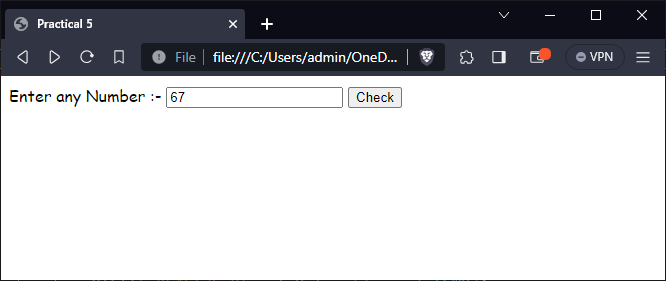 Practical 5
File file:///C:/Users/admin/OneD... VPN
Enter any Number :- 67 Check